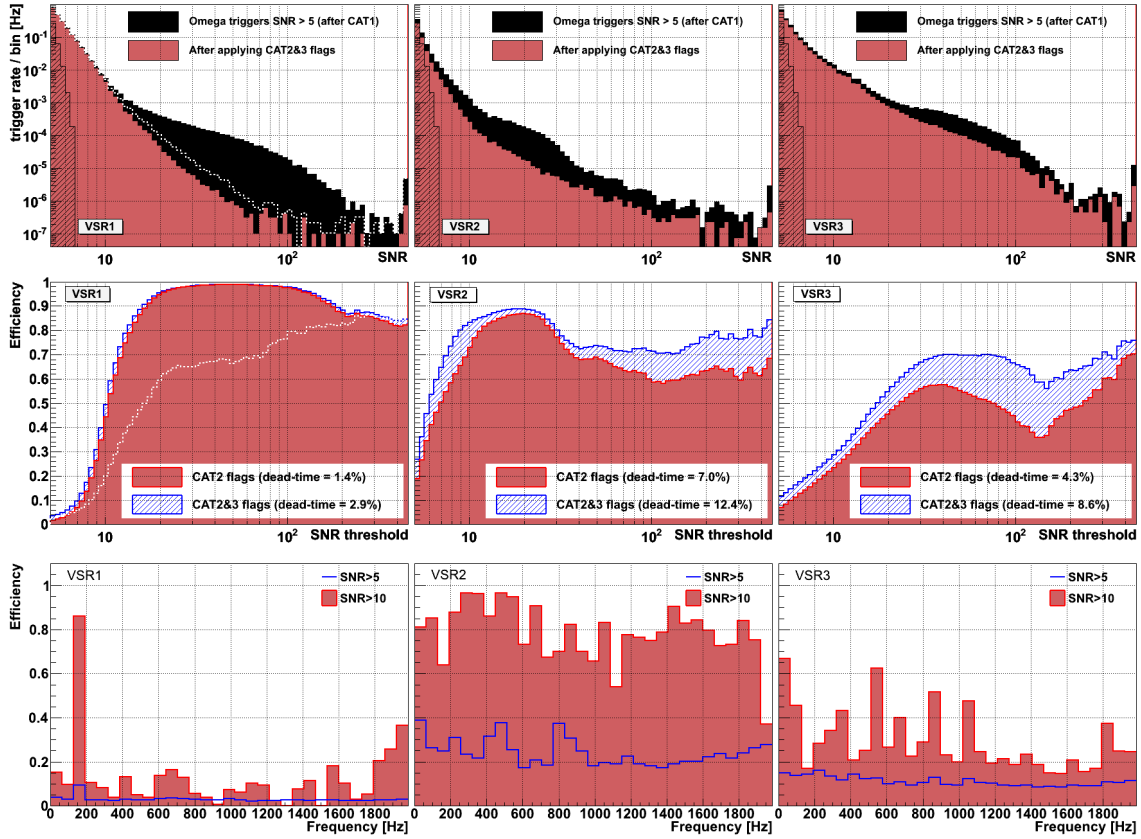 trigger rate / bin [Hz]
10⁻¹
10⁻²
10⁻³
10⁻⁴
10⁻⁵
10⁻⁶
10⁻⁷
Omega triggers SNR > 5 (after CAT1)
After applying CAT2&3 flags
VSR1
10
10²
SNR
Omega triggers SNR > 5 (after CAT1)
After applying CAT2&3 flags
VSR2
10
10²
SNR
Omega triggers SNR > 5 (after CAT1)
After applying CAT2&3 flags
VSR3
10
10²
SNR
Efficiency
1
0.9
0.8
0.7
0.6
0.5
0.4
0.3
0.2
0.1
0
VSR1
CAT2 flags (dead-time = 1.4%)
CAT2&3 flags (dead-time = 2.9%)
10
10²
SNR threshold
VSR2
CAT2 flags (dead-time = 7.0%)
CAT2&3 flags (dead-time = 12.4%)
10
10²
SNR threshold
VSR3
CAT2 flags (dead-time = 4.3%)
CAT2&3 flags (dead-time = 8.6%)
10
10²
SNR threshold
Efficiency
1
0.8
0.6
0.4
0.2
0
VSR1
SNR>5
SNR>10
0 200 400 600 800 1000 1200 1400 1600 1800
Frequency [Hz]
VSR2
SNR>5
SNR>10
0 200 400 600 800 1000 1200 1400 1600 1800
Frequency [Hz]
VSR3
SNR>5
SNR>10
0 200 400 600 800 1000 1200 1400 1600 1800
Frequency [Hz]